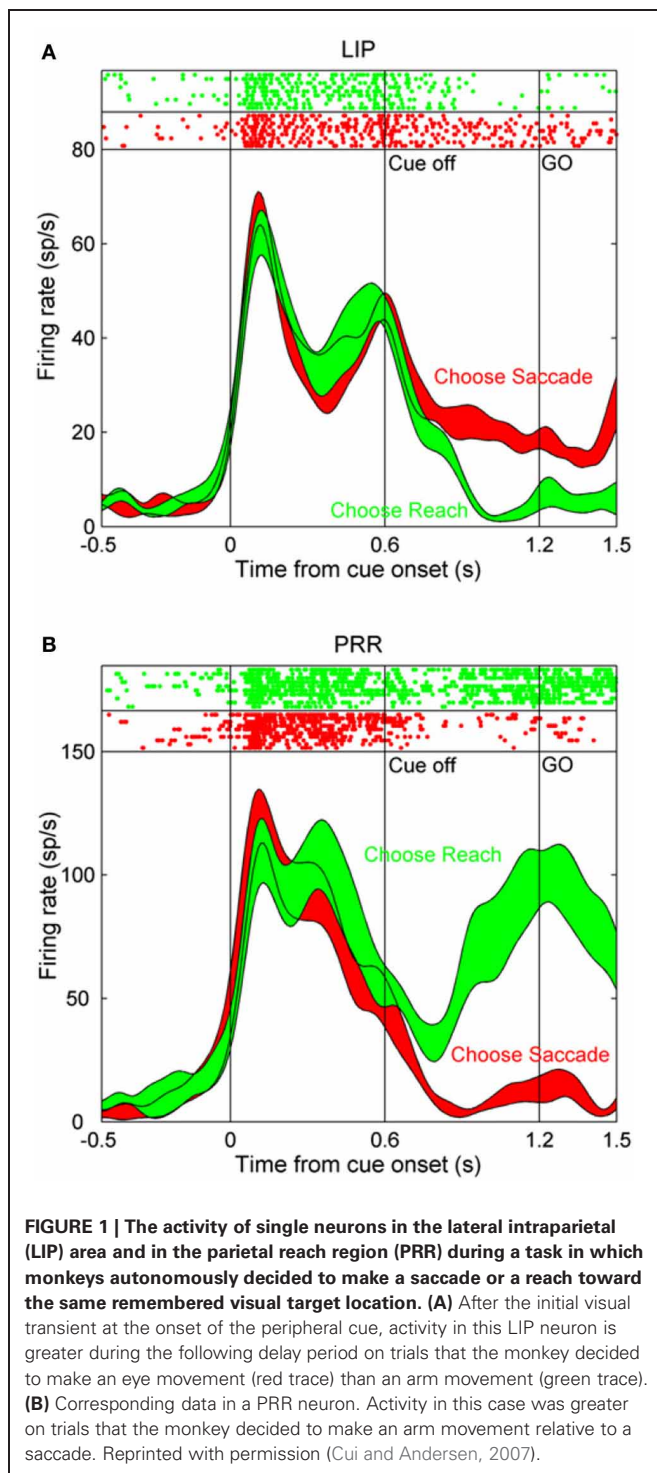 A
LIP
80
Cue off
GO
60
Firing rate (sp/s)
40
Choose Saccade
20
Choose Reach
0
-0.5 0 0.6 1.2 1.5
Time from cue onset (s)
B
PRR
150
Cue off
GO
Choose Reach
100
Firing rate (sp/s)
50
Choose Saccade
0
-0.5 0 0.6 1.2 1.5
Time from cue onset (s)
FIGURE 1 | The activity of single neurons in the lateral intraparietal
(LIP) area and in the parietal reach region (PRR) during a task in which
monkeys autonomously decided to make a saccade or a reach toward
the same remembered visual target location. (A) After the initial visual
transient at the onset of the peripheral cue, activity in this LIP neuron is
greater during the following delay period on trials that the monkey decided
to make an eye movement (red trace) than an arm movement (green trace).
(B) Corresponding data in a PRR neuron. Activity in this case was greater
on trials that the monkey decided to make an arm movement relative to a
saccade. Reprinted with permission (Cui and Andersen, 2007).